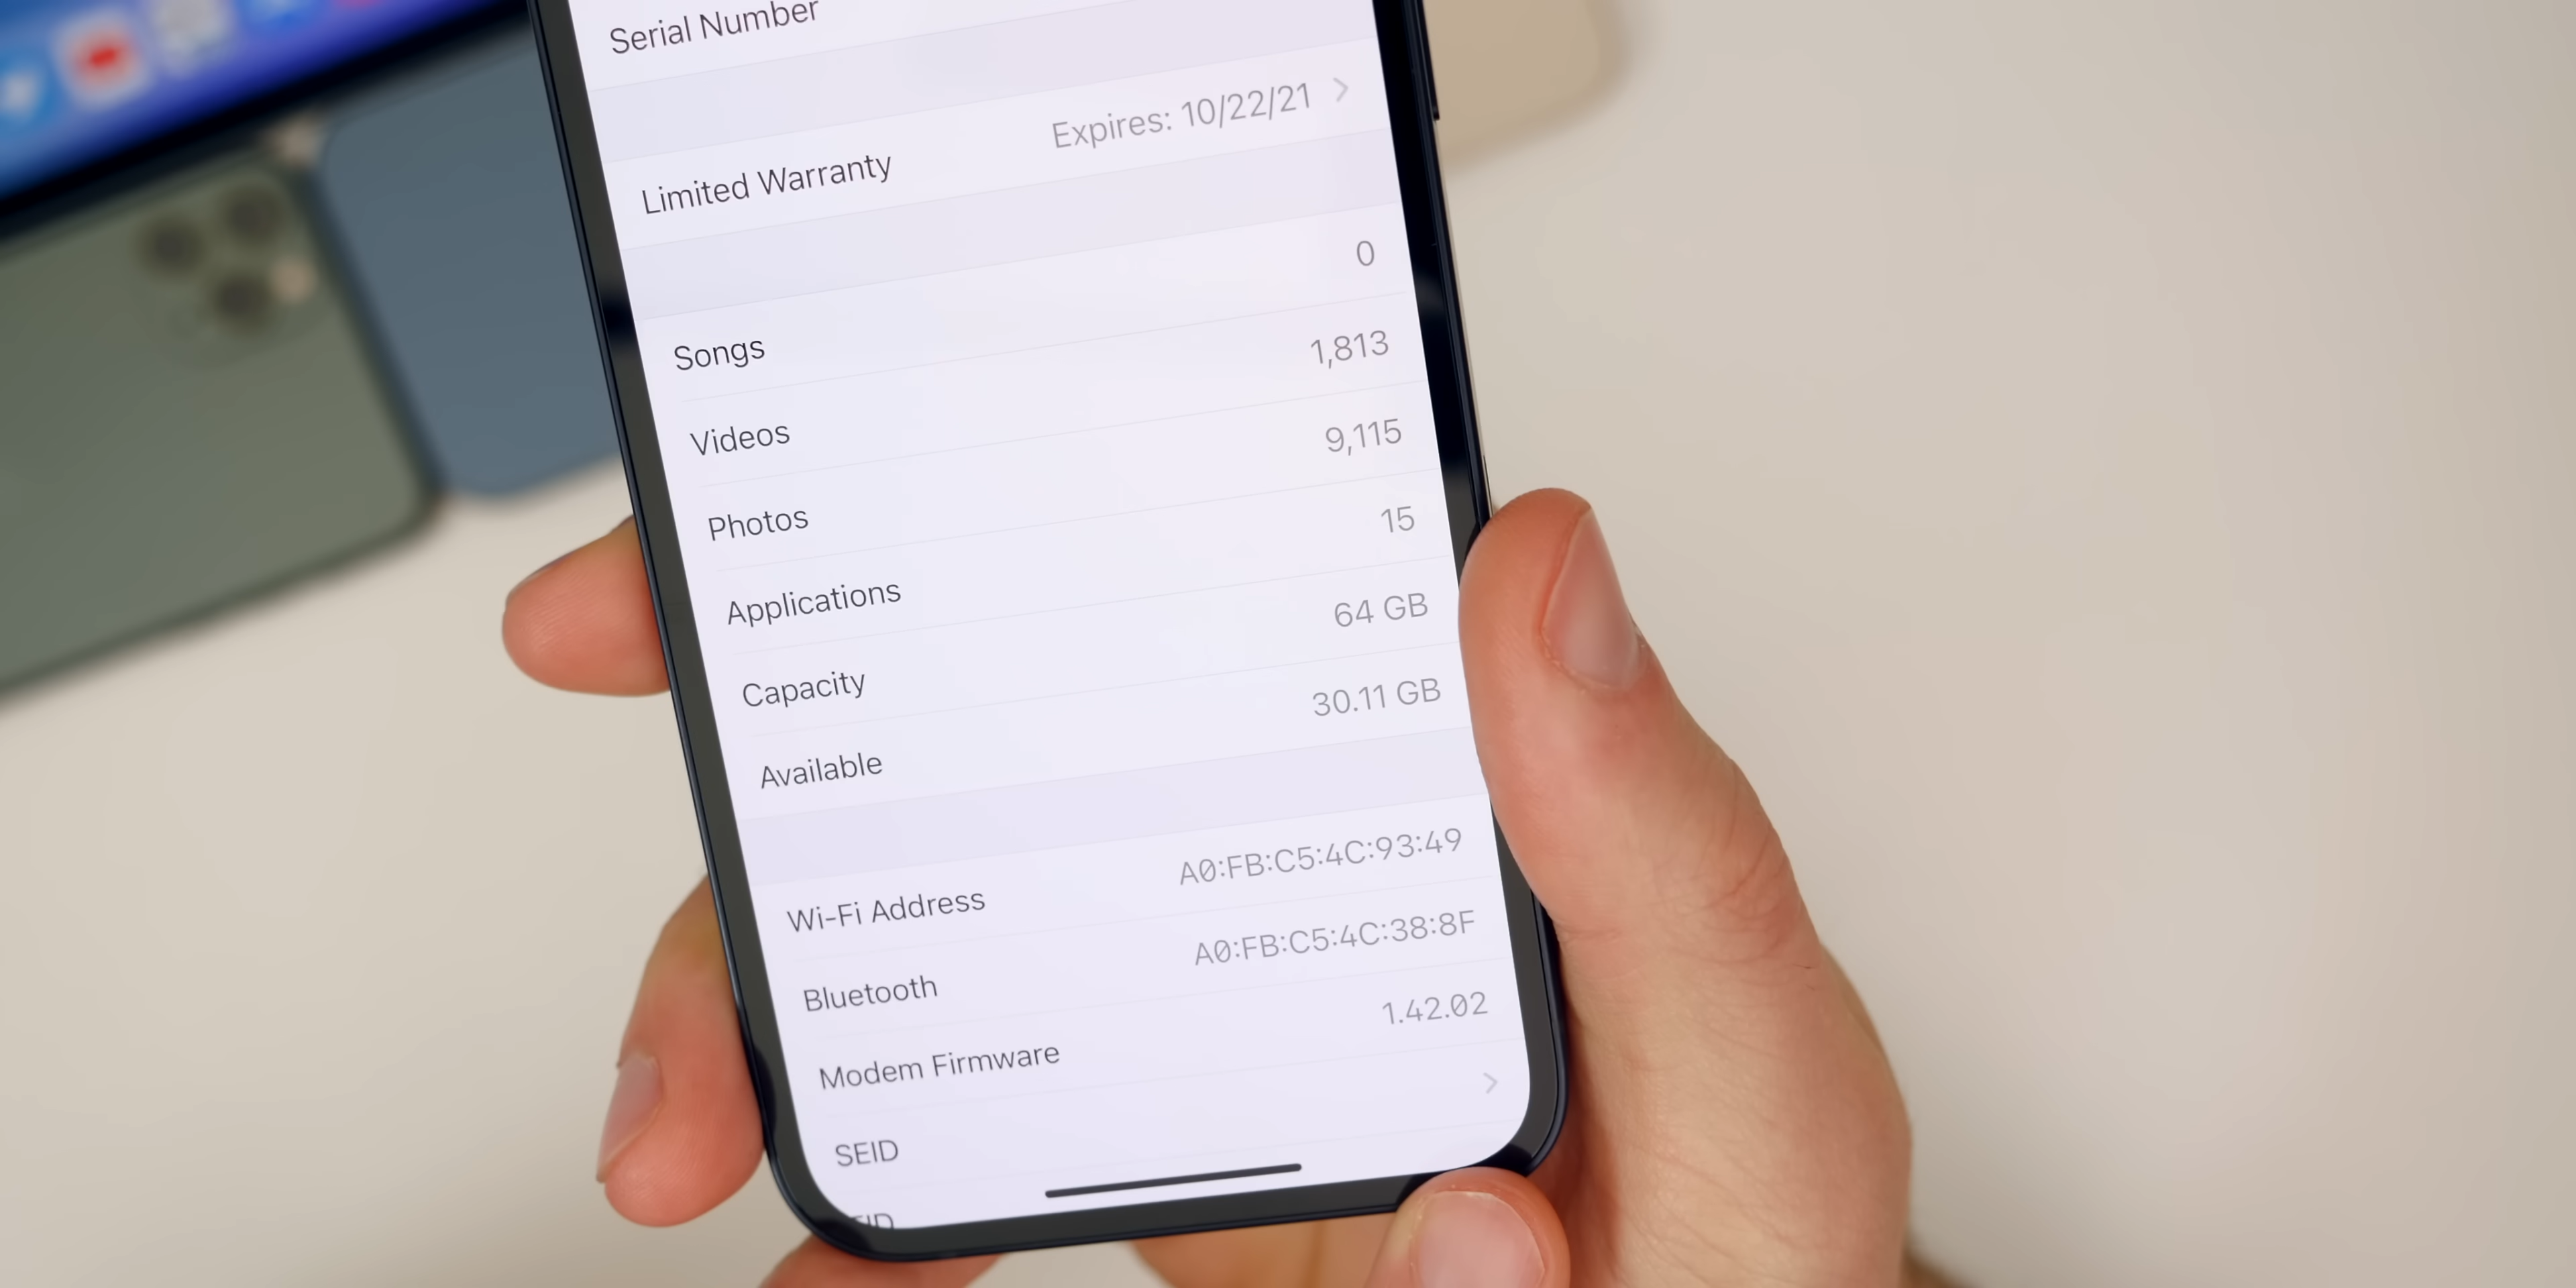 Serial Number
Limited Warranty Expires: 10/22/21
Songs 0
Videos 1,813
Photos 9,115
Applications 15
Capacity 64 GB
Available 30.11 GB
Wi-Fi Address A0:FB:C5:4C:93:49
Bluetooth A0:FB:C5:4C:38:8F
Modem Firmware 1.42.02
SEID